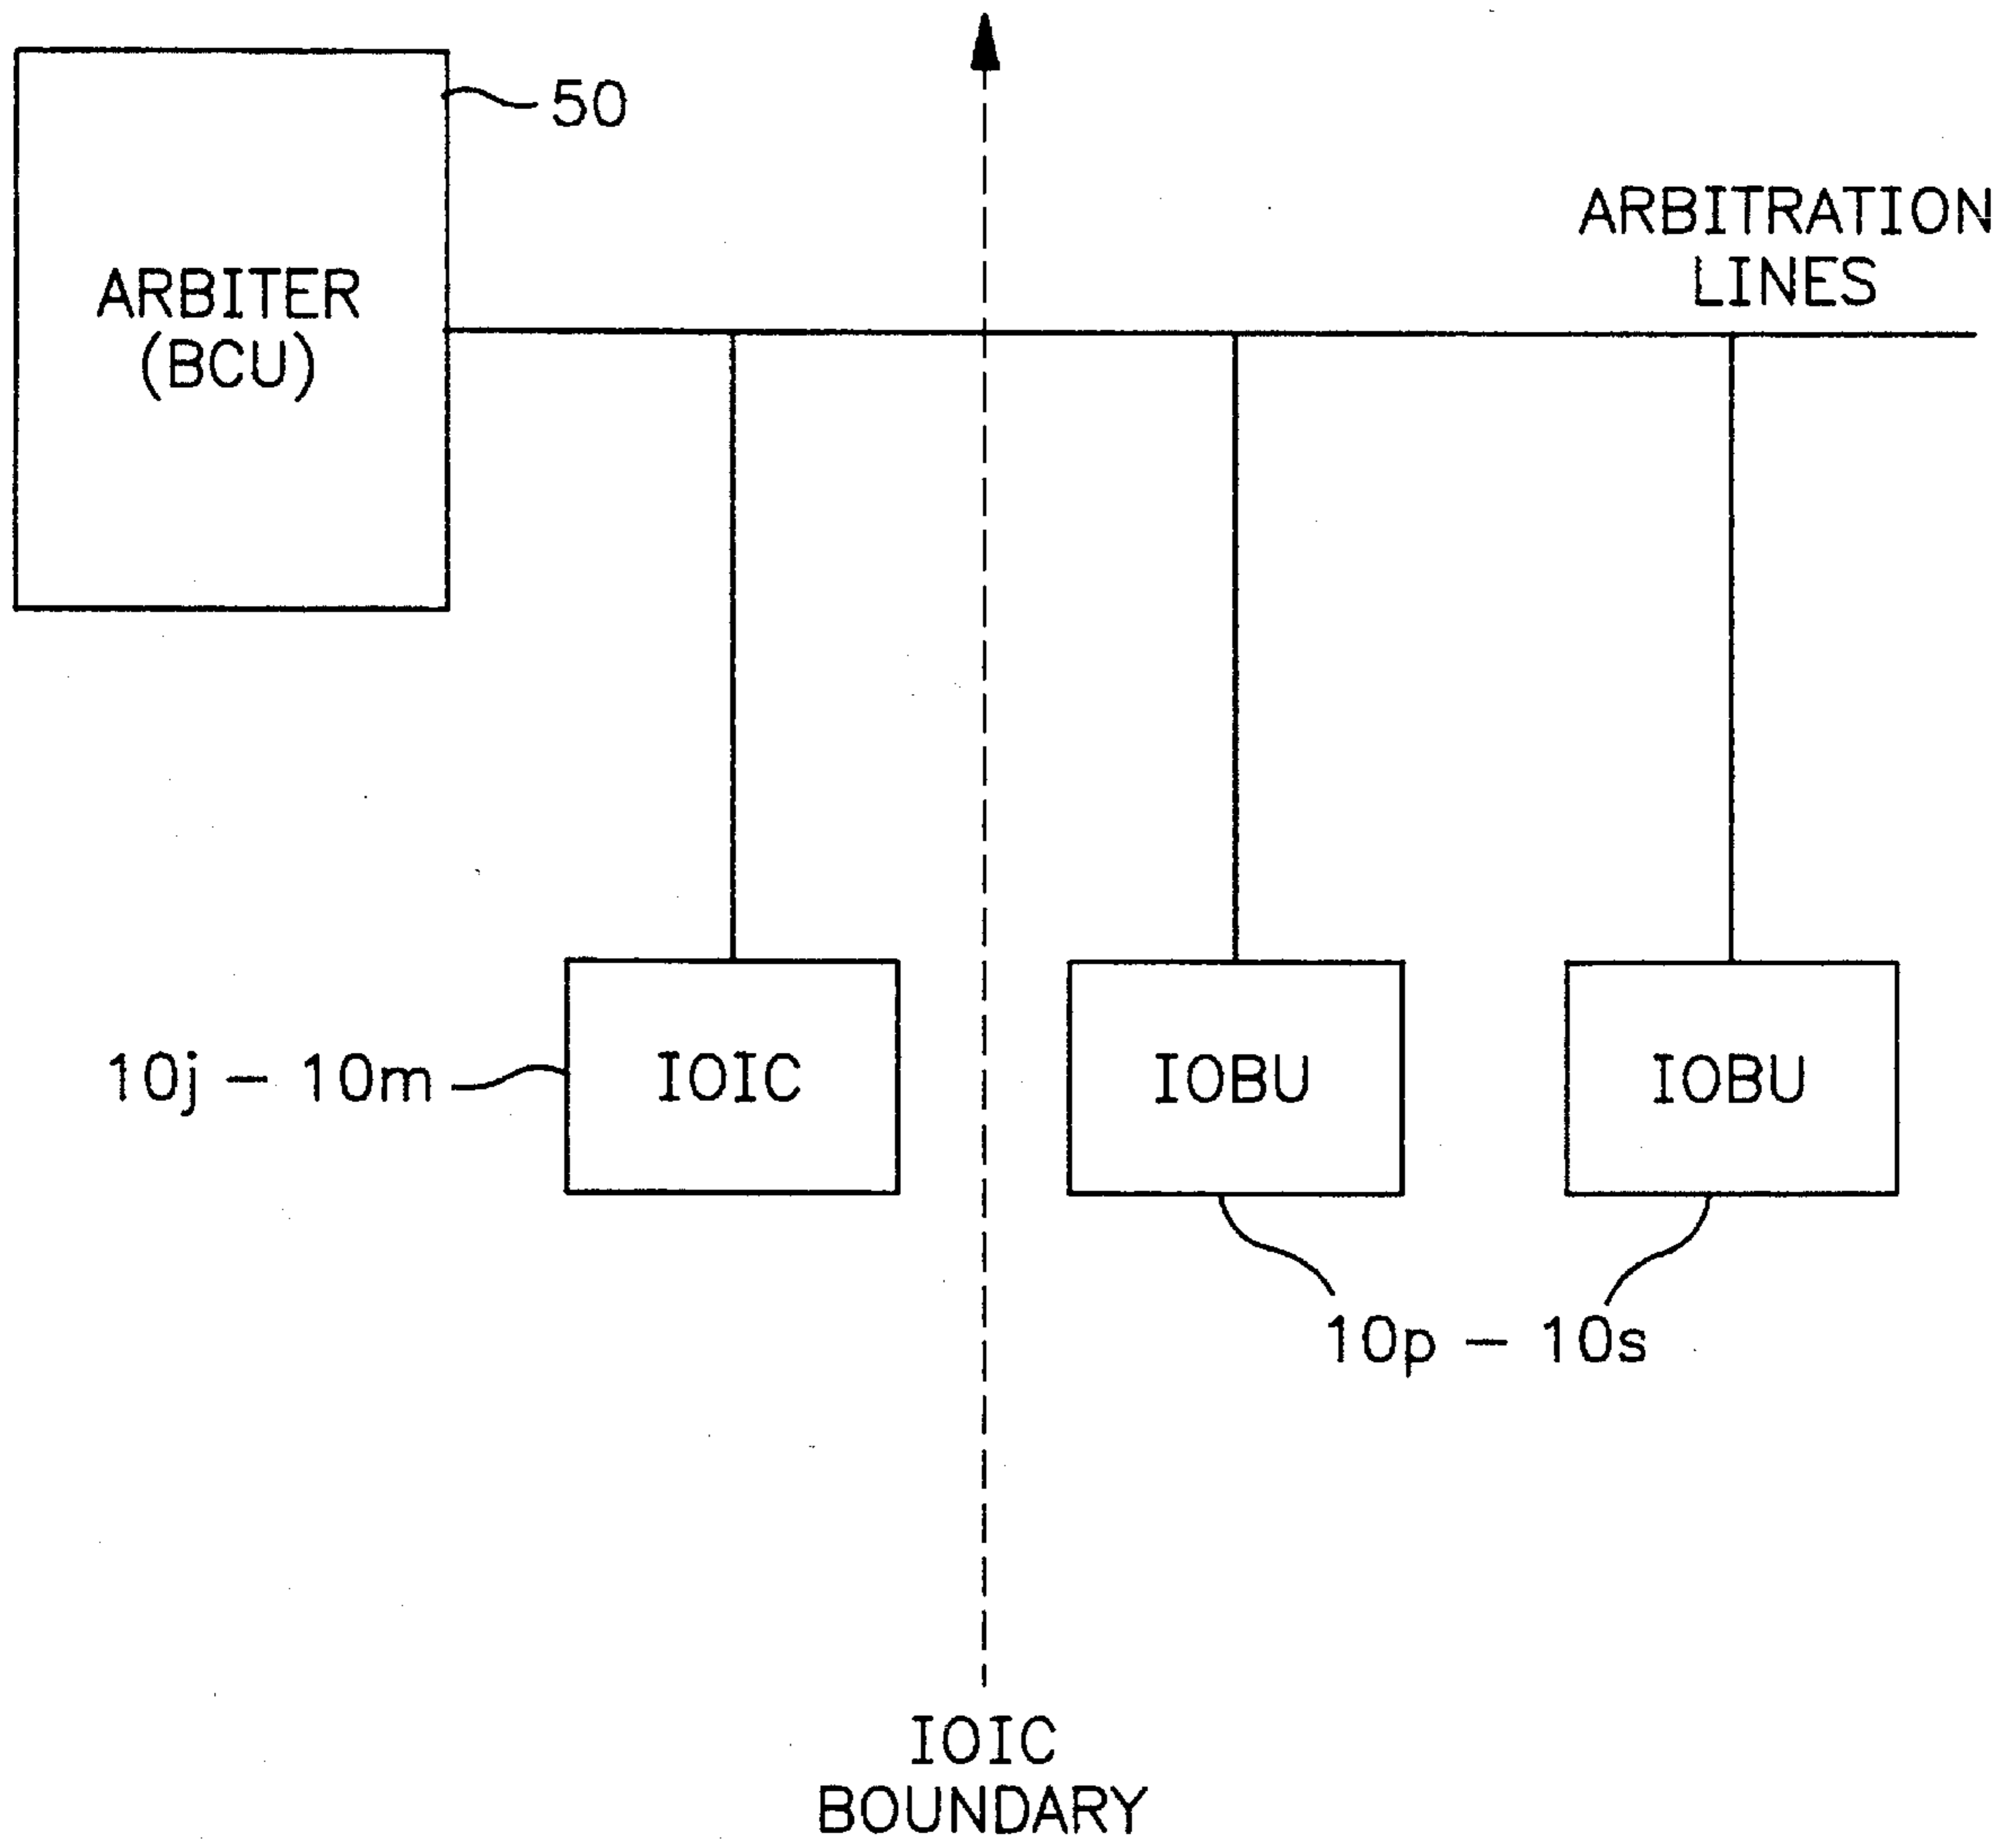 50
ARBITRATION
LINES
ARBITER
(BCU)
10j – 10m
IOIC
IOBU
IOBU
10p – 10s
IOIC
BOUNDARY